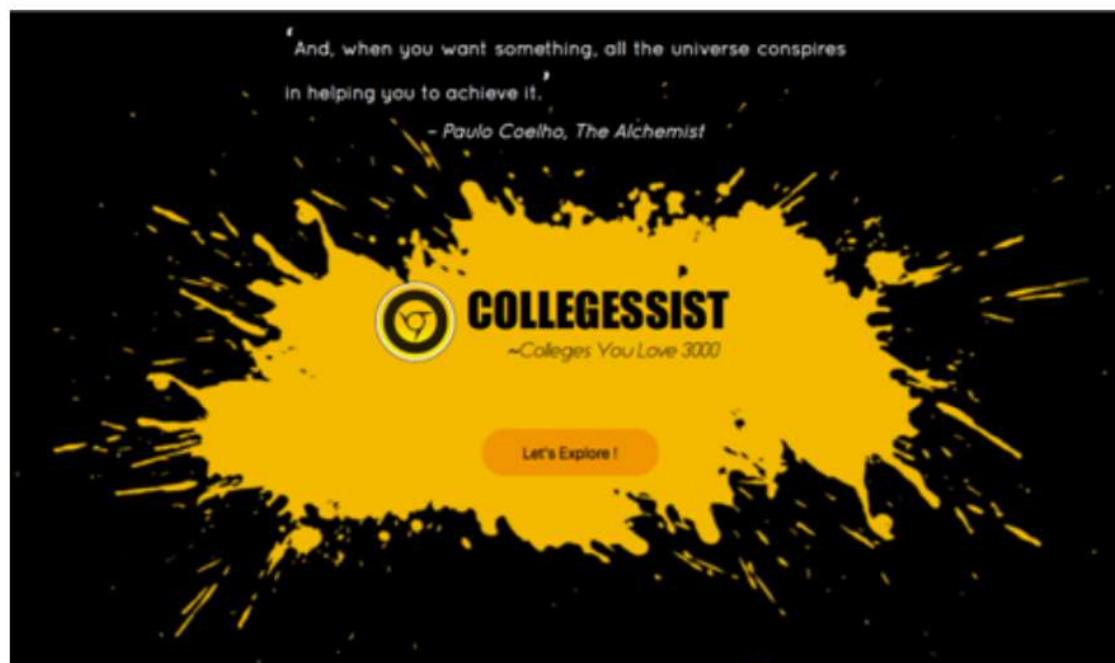 ‘And, when you want something, all the universe conspires
in helping you to achieve it.’
- Paulo Coelho, The Alchemist
COLLEGESSIST
~Colleges You Love 3000
Let's Explore !